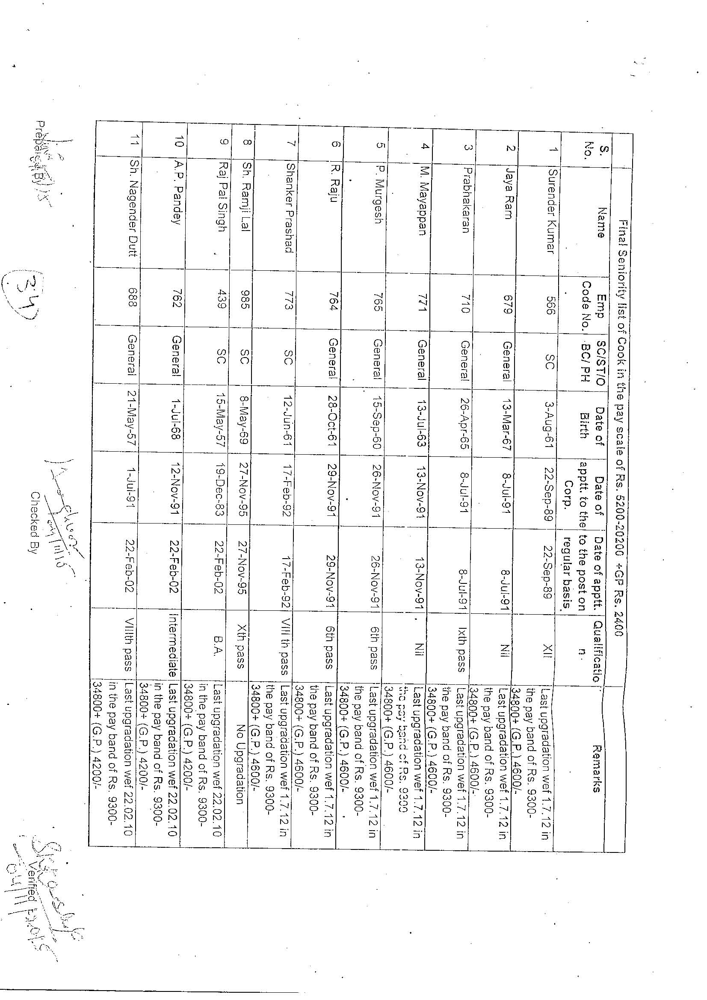 Final Seniority list of Cook in the pay scale of Rs. 5200-20200 +GP Rs. 2400
S. No. Name Emp Code No. SC/ST/O BC/ PH Date of Birth Date of apptt. to the Corp. Date of apptt. to the post on regular basis Qualificatio n Remarks
1 Surender Kumar 566 SC 3-Aug-61 22-Sep-89 22-Sep-89 XII Last upgradation wef 1.7.12 in
the pay band of Rs. 9300-
34800+ (G.P.) 4600/-
2 Jaya Ram 679 General 13-Mar-67 8-Jul-91 8-Jul-91 Nil Last upgradation wef 1.7.12 in
the pay band of Rs. 9300-
34800+ (G.P.) 4600/-
3 Prabhakaran 710 General 26-Apr-65 8-Jul-91 8-Jul-91 Ixth pass Last upgradation wef 1.7.12 in
the pay band of Rs. 9300-
34800+ (G.P.) 4600/-
4 M. Mayappan 771 General 13-Jul-63 13-Nov-91 13-Nov-91 Nil Last upgradation wef 1.7.12 in
the pay band of Rs. 9300
34800+ (G.P.) 4600/-
5 P. Murgesh 765 General 15-Sep-60 26-Nov-91 26-Nov-91 6th pass Last upgradation wef 1.7.12 in
the pay band of Rs. 9300-
34800+ (G.P.) 4600/-
6 R. Raju 764 General 28-Oct-61 29-Nov-91 29-Nov-91 6th pass Last upgradation wef 1.7.12 in
the pay band of Rs. 9300-
34800+ (G.P.) 4600/-
7 Shanker Prashad 773 SC 12-Jun-61 17-Feb-92 17-Feb-92 VIII th pass Last upgradation wef 1.7.12 in
the pay band of Rs. 9300-
34800+ (G.P.) 4600/-
8 Sh. Ramji Lal 985 SC 8-May-69 27-Nov-95 27-Nov-95 Xth pass No Upgradation
9 Raj Pal Singh 439 SC 15-May-57 19-Dec-83 22-Feb-02 B.A. Last upgradation wef 22.02.10
in the pay band of Rs. 9300-
34800+ (G.P.) 4200/-
10 A.P. Pandey 762 General 1-Jul-68 12-Nov-91 22-Feb-02 Intermediate Last upgradation wef 22.02.10
in the pay band of Rs. 9300-
34800+ (G.P.) 4200/-
11 Sh. Nagender Dutt 688 General 21-May-57 1-Jul-91 22-Feb-02 VIIIth pass Last upgradation wef 22.02.10
in the pay band of Rs. 9300-
34800+ (G.P.) 4200/-
Prepared By Checked By Verified By
34